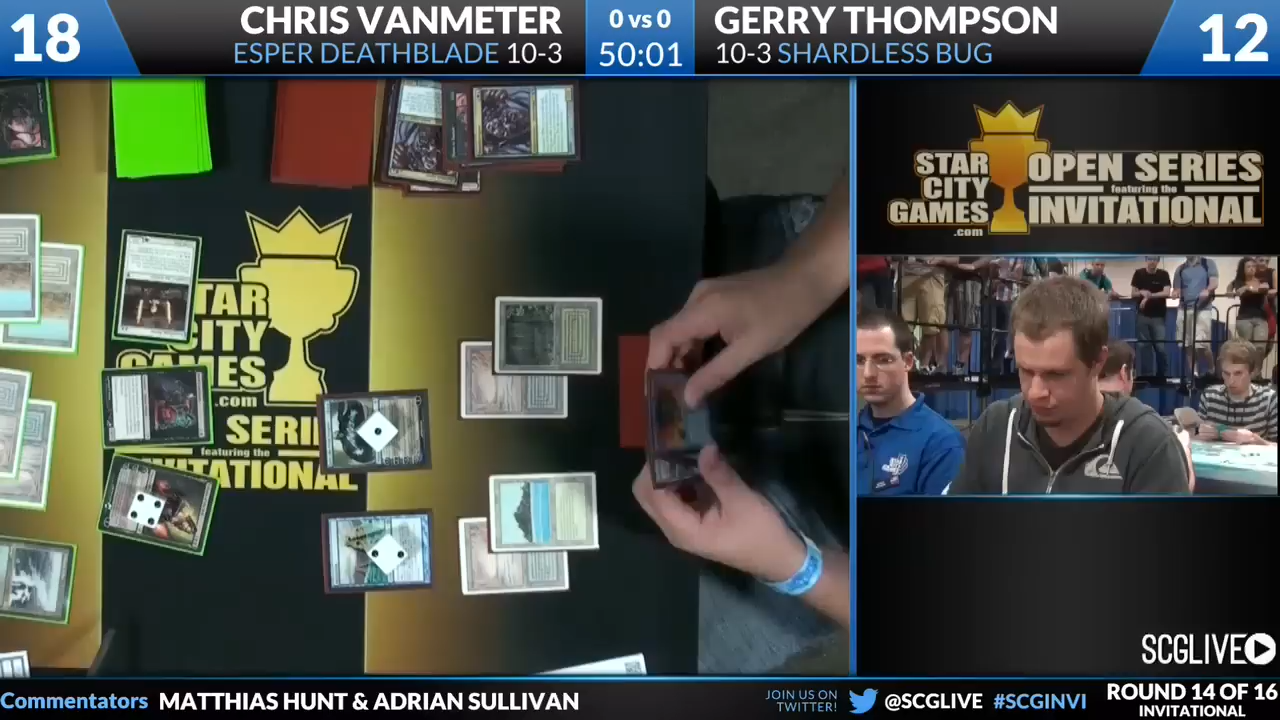 18
CHRIS VANMETER
ESPER DEATHBLADE 10-3
0 vs 0
50:01
GERRY THOMPSON
10-3 SHARDLESS BUG
12
STAR
CITY
GAMES
.com
OPEN SERIES
featuring the
INVITATIONAL
TAR
CITY
GAMES
.com
SERI
featuring the
INVITATIONAL
SCGLIVE
Commentators MATTHIAS HUNT & ADRIAN SULLIVAN
JOIN US ON
TWITTER!
@SCGLIVE #SCGINVI
ROUND 14 OF 16
INVITATIONAL